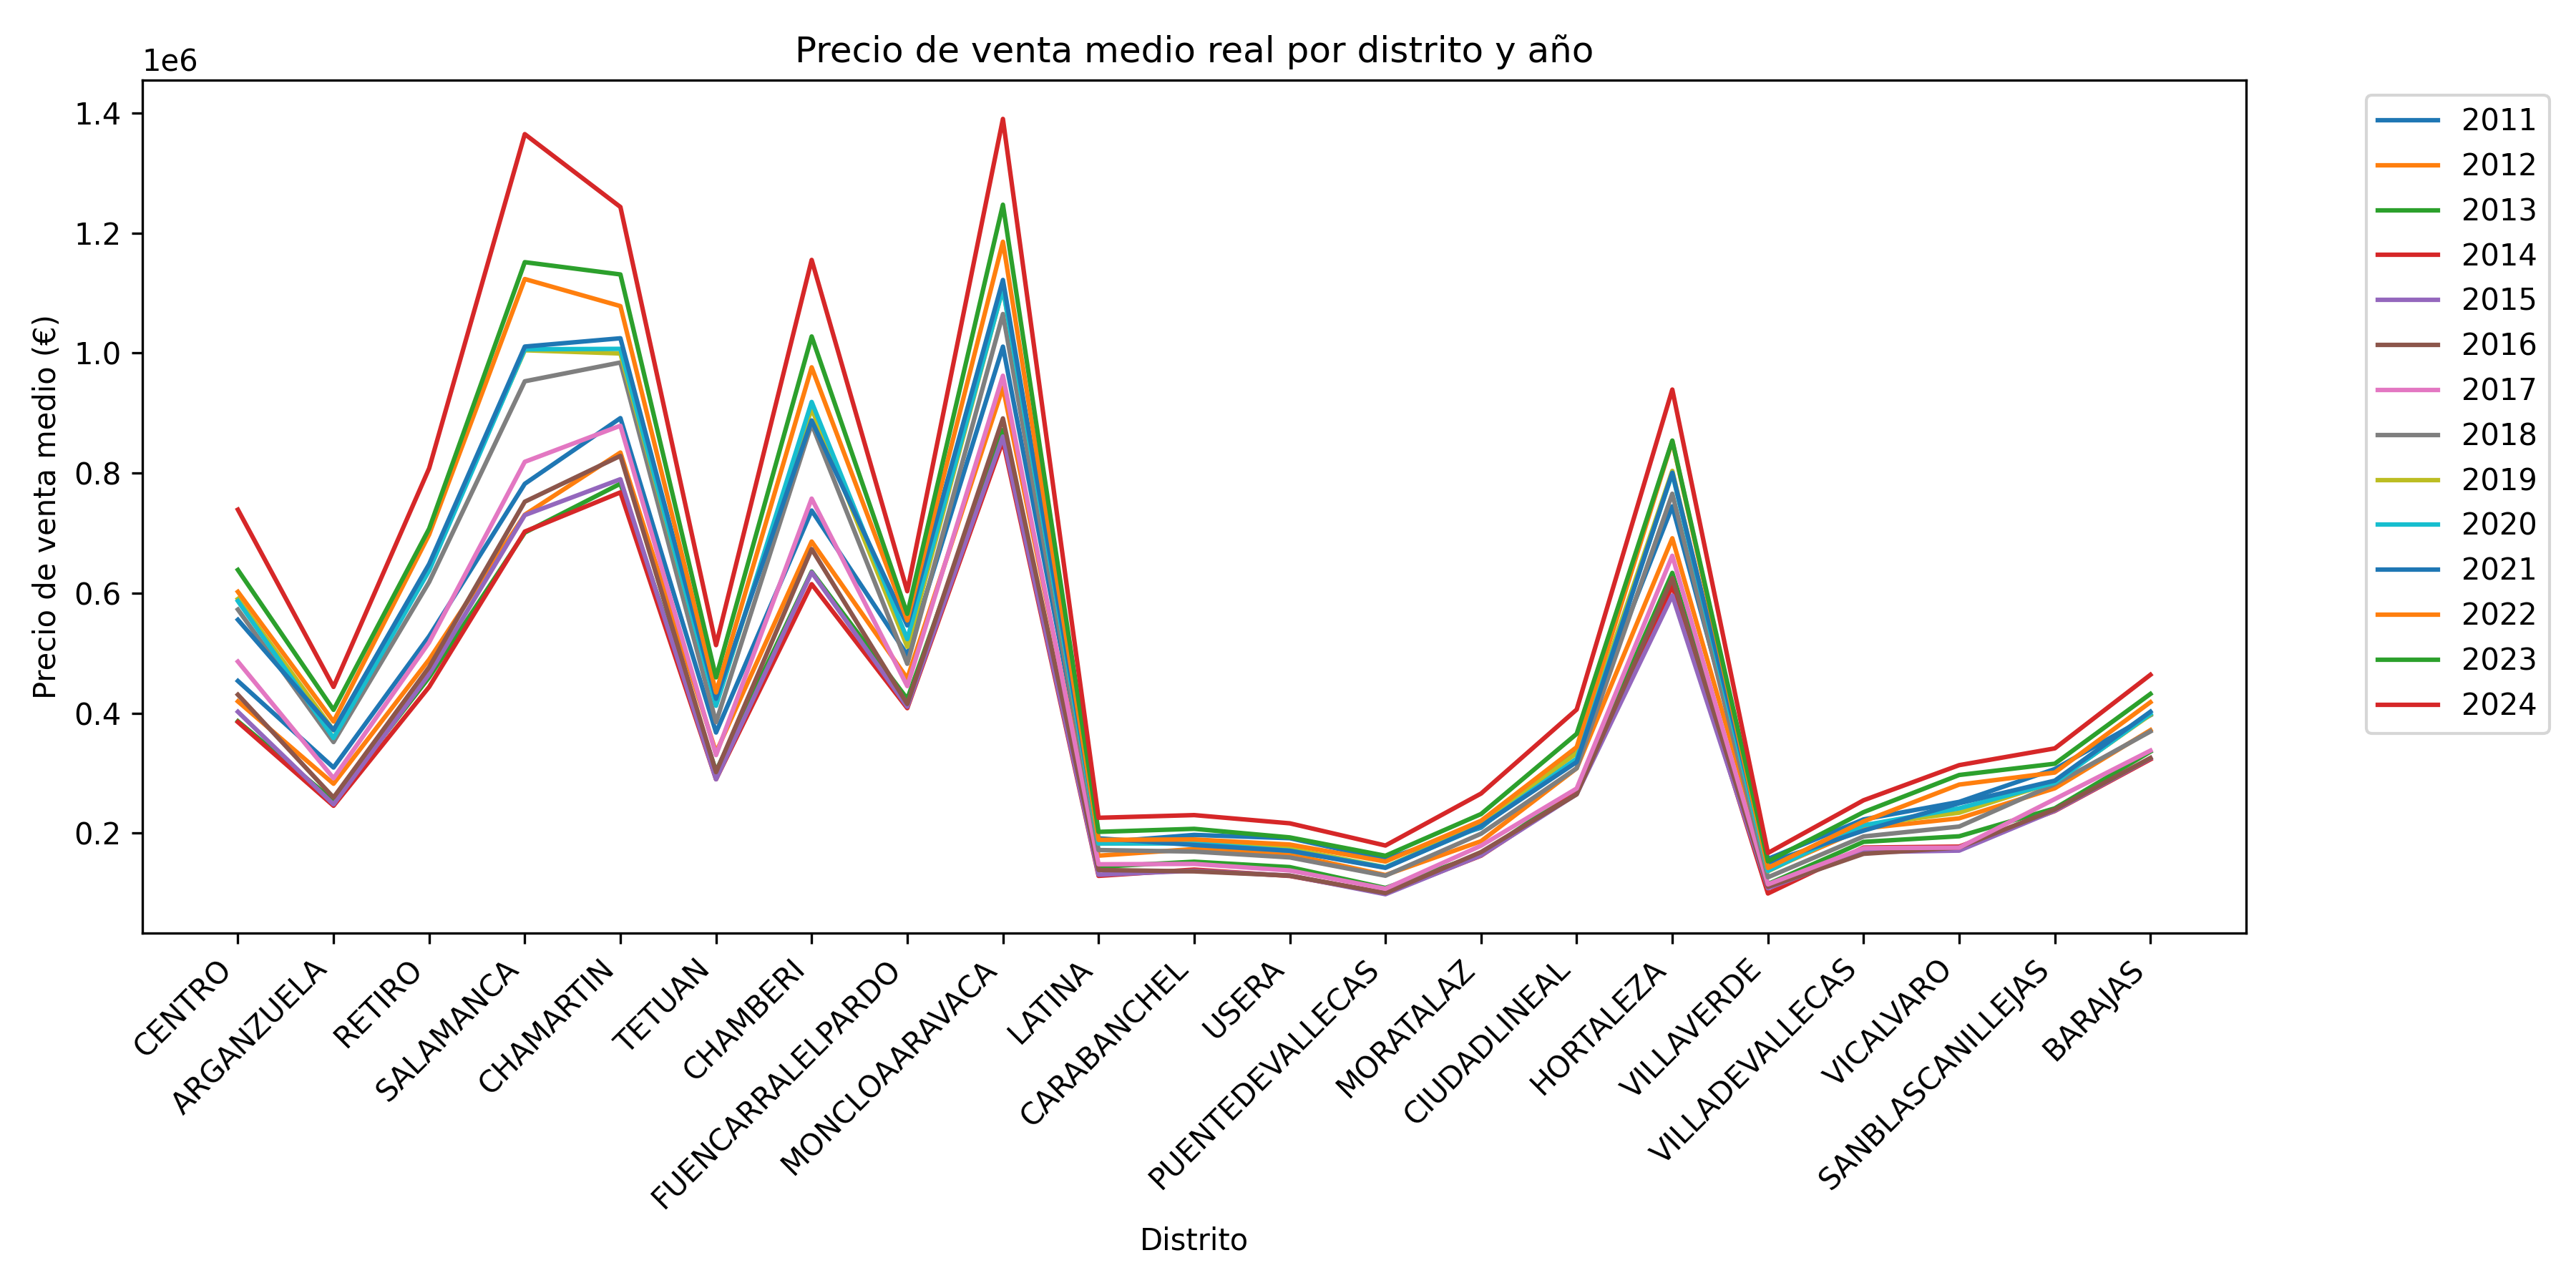 Precio de venta medio real por distrito y año
1e6
1.4
1.2
1.0
0.8
0.6
0.4
0.2
Precio de venta medio (€)
CENTRO
ARGANZUELA
RETIRO
SALAMANCA
CHAMARTIN
TETUAN
CHAMBERI
FUENCARRALELPARDO
MONCLOAARAVACA
LATINA
CARABANCHEL
USERA
PUENTEDEVALLECAS
MORATALAZ
CIUDADLINEAL
HORTALEZA
VILLAVERDE
VILLADEVALLECAS
VICALVARO
SANBLASCANILLEJAS
BARAJAS
Distrito
2011
2012
2013
2014
2015
2016
2017
2018
2019
2020
2021
2022
2023
2024